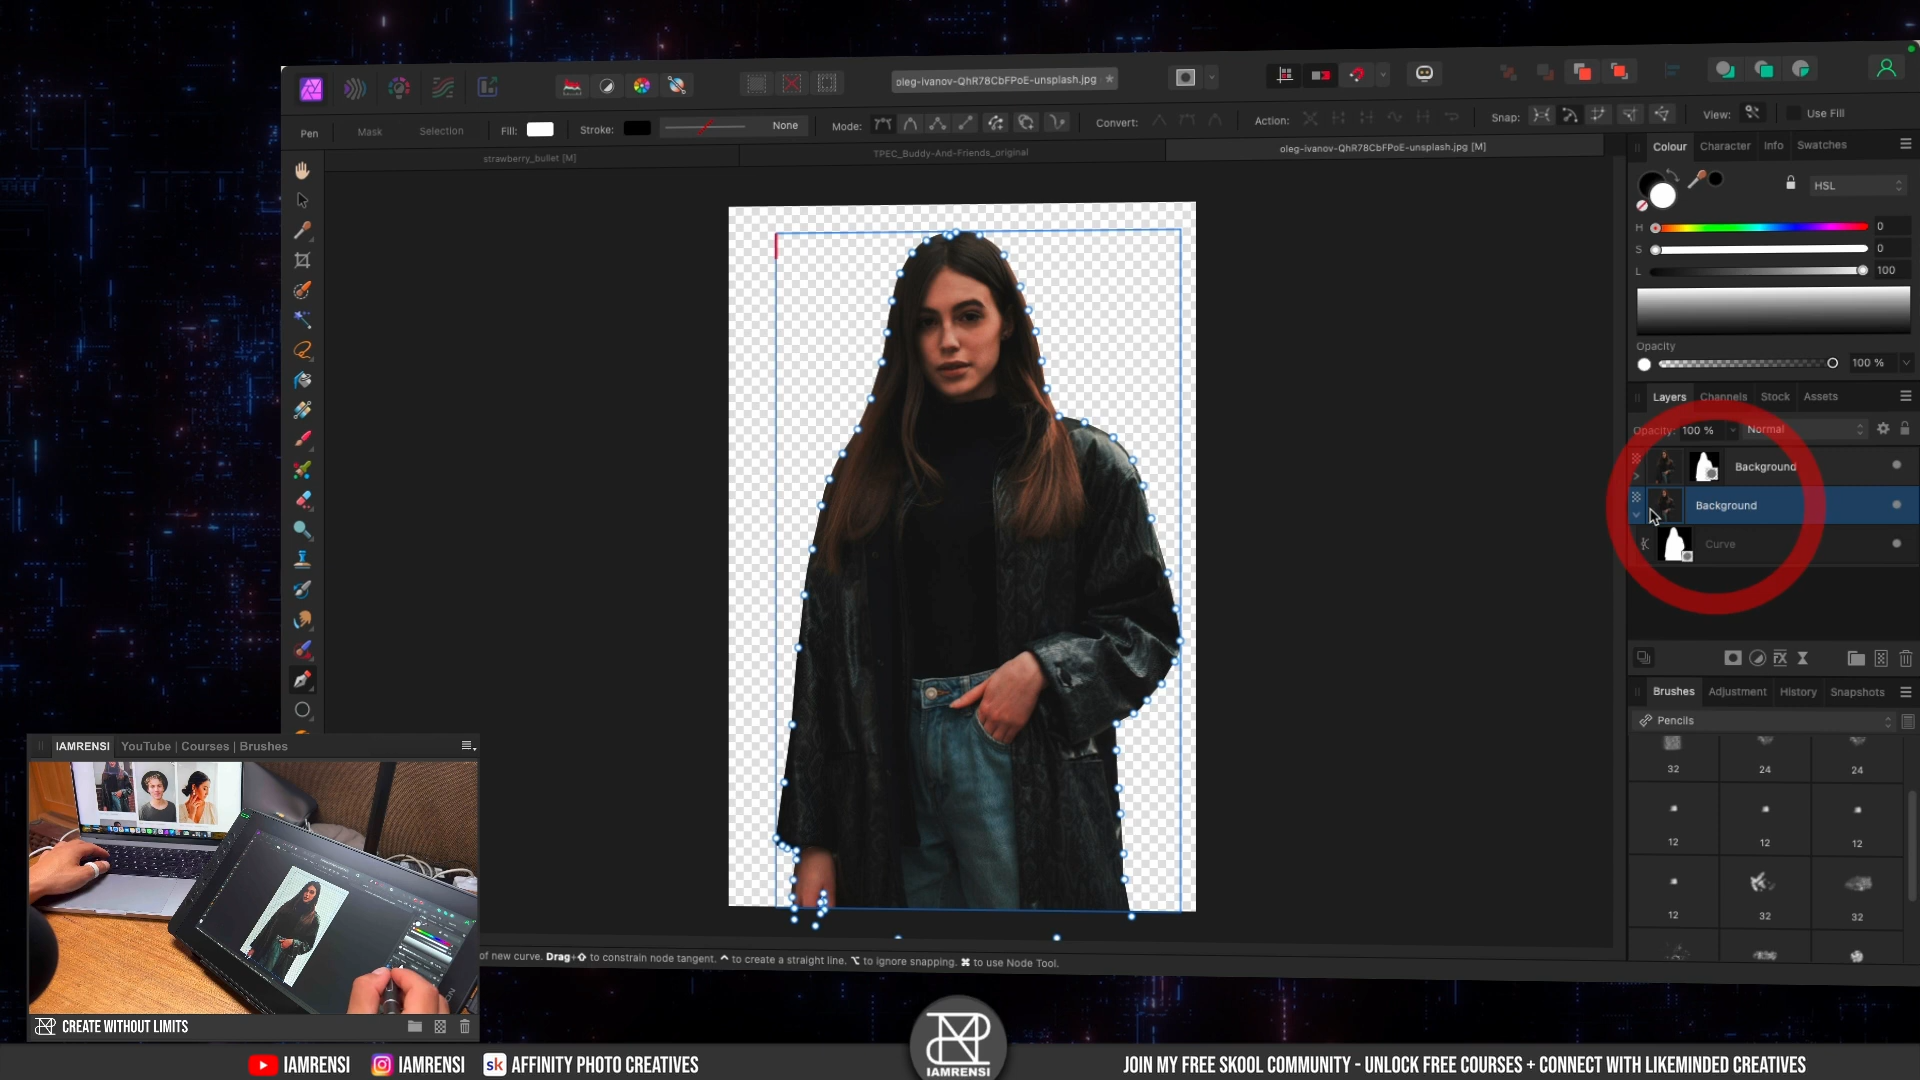 oleg-ivanov-QhR78CbFPoE-unsplash.jpg *
Pen
Mask
Selection
Fill:
Stroke:
None
Mode:
Convert:
Action:
Snap:
View:
Use Fill
strawberry_bullet [M]
TPEC_Buddy-And-Friends_original
oleg-ivanov-QhR78CbFPoE-unsplash.jpg [M]
Colour
Character
Info
Swatches
HSL
H
0
S
0
L
100
Opacity
100 %
Layers
Channels
Stock
Assets
Opacity:
100 %
Normal
Background
Background
Curve
Brushes
Adjustment
History
Snapshots
Pencils
32
24
24
12
12
12
12
32
32
of new curve. Drag+⇧ to constrain node tangent. ^ to create a straight line. ⌥ to ignore snapping. ⌘ to use Node Tool.
IAMRENSI
YouTube | Courses | Brushes
CREATE WITHOUT LIMITS
IAMRENSI
IAMRENSI
sk
AFFINITY PHOTO CREATIVES
IAMRENSI
JOIN MY FREE SKOOL COMMUNITY - UNLOCK FREE COURSES + CONNECT WITH LIKEMINDED CREATIVES